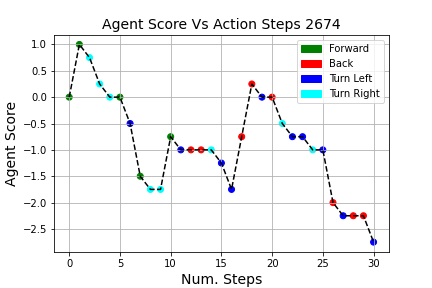 Agent Score Vs Action Steps 2674
Agent Score
1.0
0.5
0.0
−0.5
−1.0
−1.5
−2.0
−2.5
Forward
Back
Turn Left
Turn Right
0 5 10 15 20 25 30
Num. Steps